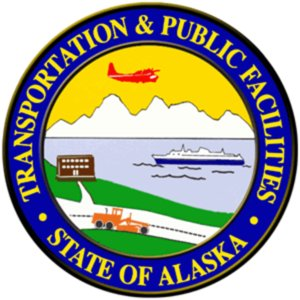 TRANSPORTATION & PUBLIC FACILITIES
STATE OF ALASKA